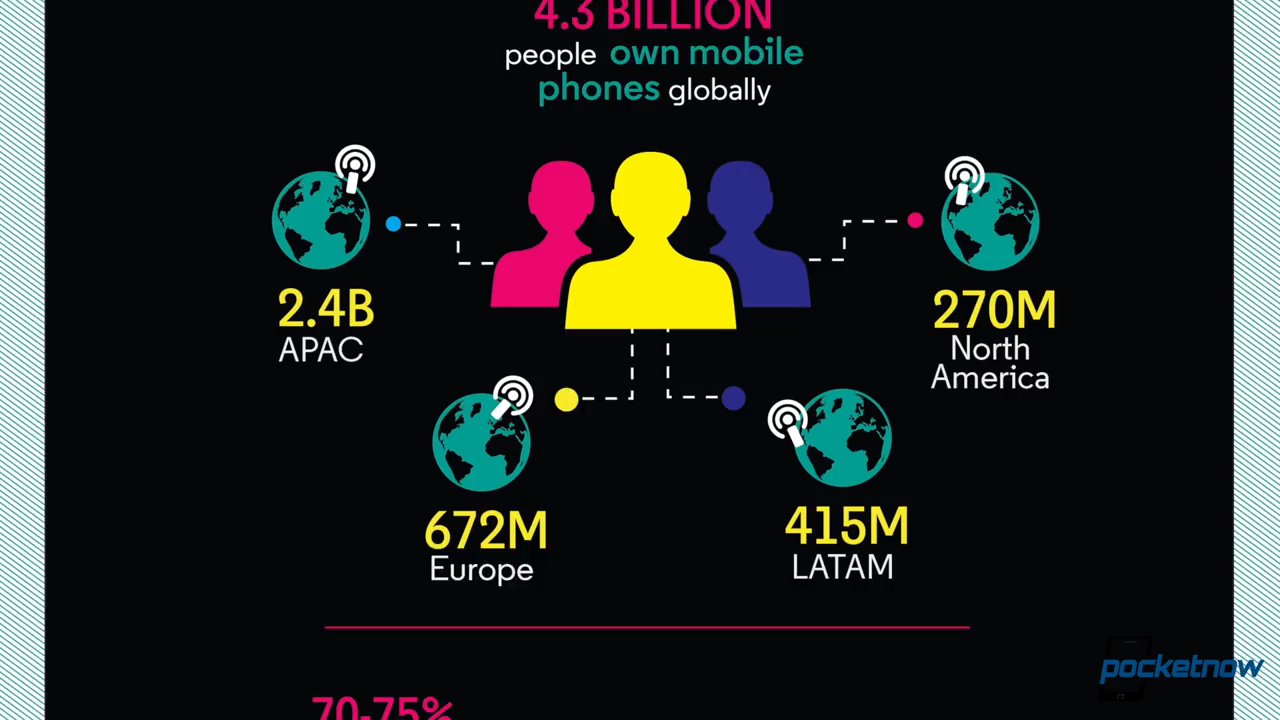 4.3 BILLION
people own mobile
phones globally
2.4B
APAC
270M
North
America
672M
Europe
415M
LATAM
70-75%
pocketnow